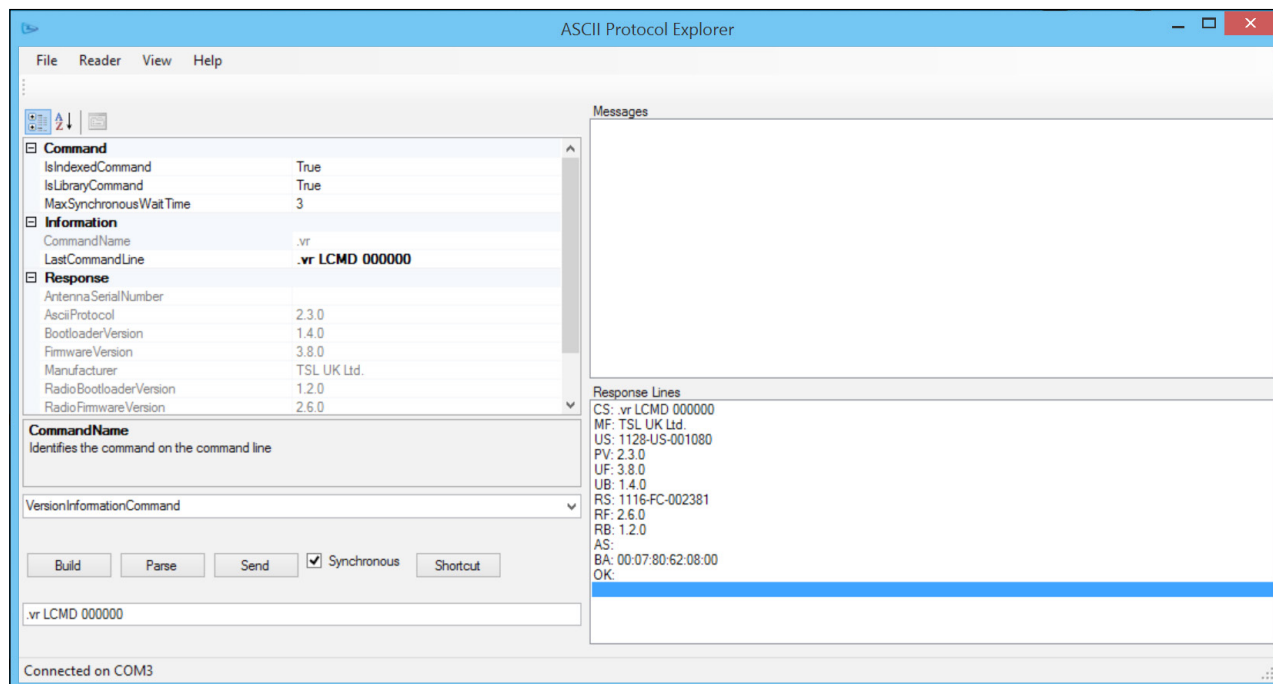 ASCII Protocol Explorer
File Reader View Help
Messages
Command
IsIndexedCommand True
IsLibraryCommand True
MaxSynchronousWaitTime 3
Information
CommandName .vr
LastCommandLine .vr LCMD 000000
Response
AntennaSerialNumber
AsciiProtocol 2.3.0
BootloaderVersion 1.4.0
FirmwareVersion 3.8.0
Manufacturer TSL UK Ltd.
RadioBootloaderVersion 1.2.0
RadioFirmwareVersion 2.6.0
CommandName
Identifies the command on the command line
VersionInformationCommand
Build Parse Send Synchronous Shortcut
.vr LCMD 000000
Response Lines
CS: .vr LCMD 000000
MF: TSL UK Ltd.
US: 1128-US-001080
PV: 2.3.0
UF: 3.8.0
UB: 1.4.0
RS: 1116-FC-002381
RF: 2.6.0
RB: 1.2.0
AS:
BA: 00:07:80:62:08:00
OK:
Connected on COM3